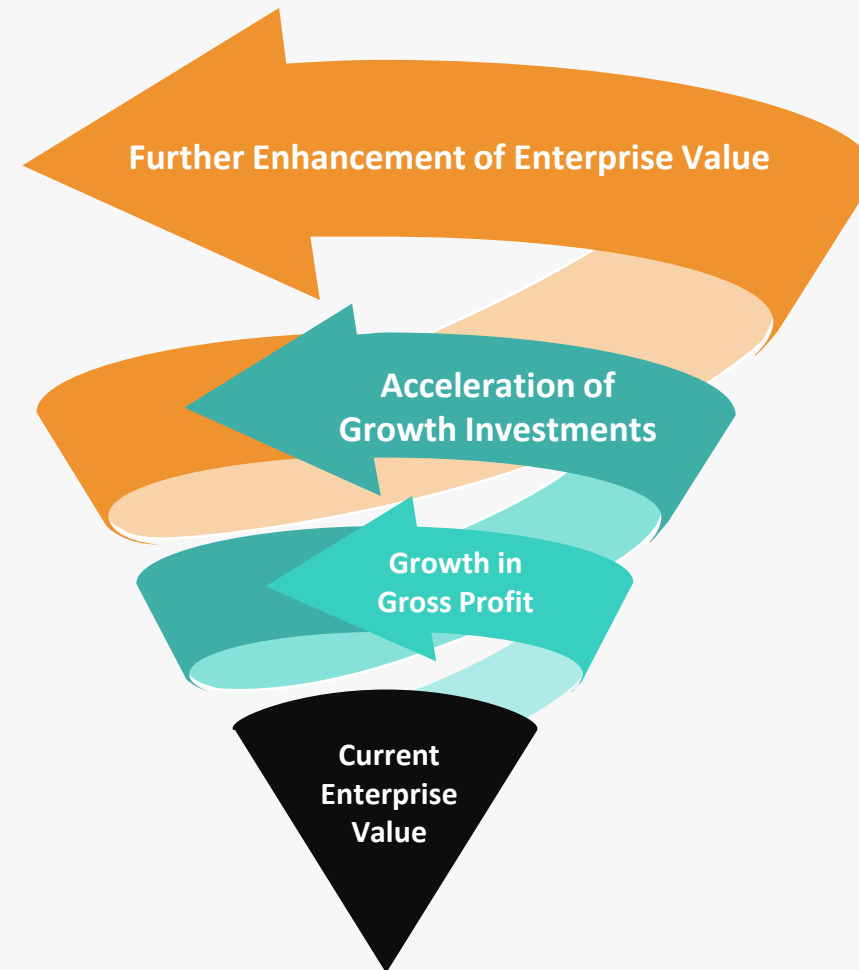 Further Enhancement of Enterprise Value
Acceleration of
Growth Investments
Growth in
Gross Profit
Current
Enterprise
Value